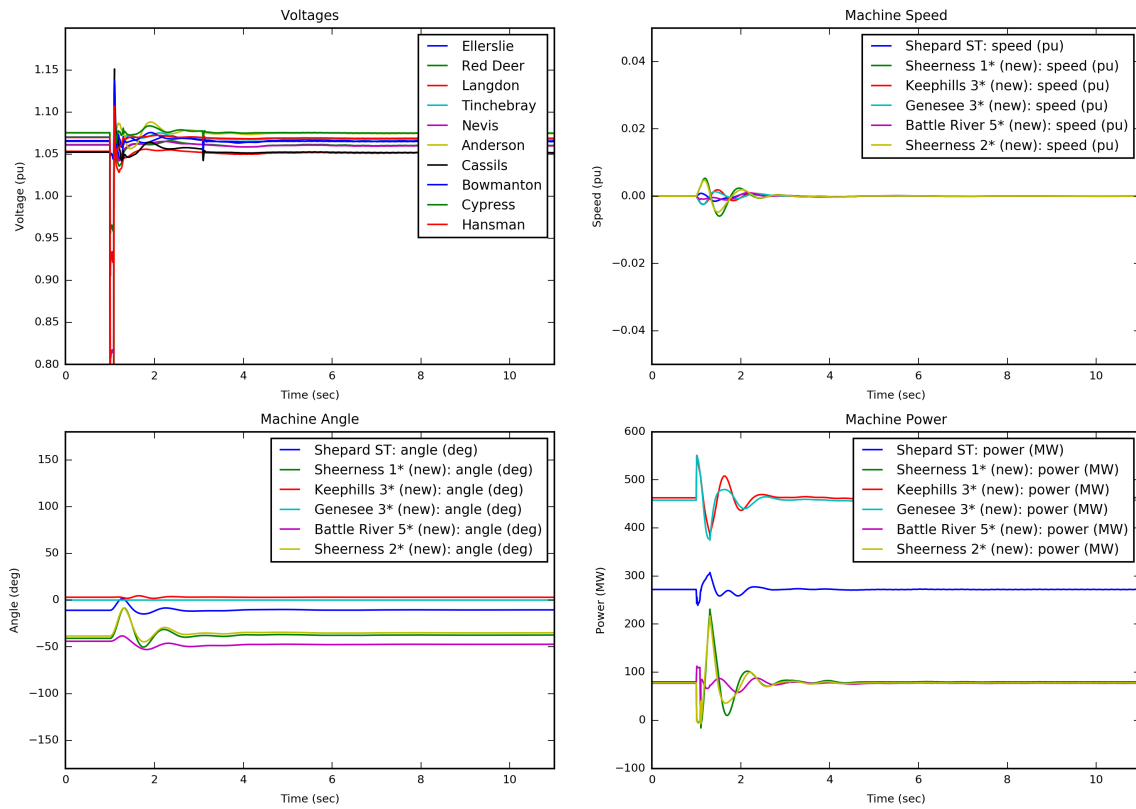 Voltages
Voltage (pu)
1.15
1.10
1.05
1.00
0.95
0.90
0.85
0.80
0
2
4
6
8
10
Time (sec)
Ellerslie
Red Deer
Langdon
Tinchebray
Nevis
Anderson
Cassils
Bowmanton
Cypress
Hansman
Machine Speed
Speed (pu)
0.04
0.02
0.00
−0.02
−0.04
0
2
4
6
8
10
Time (sec)
Shepard ST: speed (pu)
Sheerness 1* (new): speed (pu)
Keephills 3* (new): speed (pu)
Genesee 3* (new): speed (pu)
Battle River 5* (new): speed (pu)
Sheerness 2* (new): speed (pu)
Machine Angle
Angle (deg)
150
100
50
0
−50
−100
−150
0
2
4
6
8
10
Time (sec)
Shepard ST: angle (deg)
Sheerness 1* (new): angle (deg)
Keephills 3* (new): angle (deg)
Genesee 3* (new): angle (deg)
Battle River 5* (new): angle (deg)
Sheerness 2* (new): angle (deg)
Machine Power
Power (MW)
600
500
400
300
200
100
0
−100
0
2
4
6
8
10
Time (sec)
Shepard ST: power (MW)
Sheerness 1* (new): power (MW)
Keephills 3* (new): power (MW)
Genesee 3* (new): power (MW)
Battle River 5* (new): power (MW)
Sheerness 2* (new): power (MW)